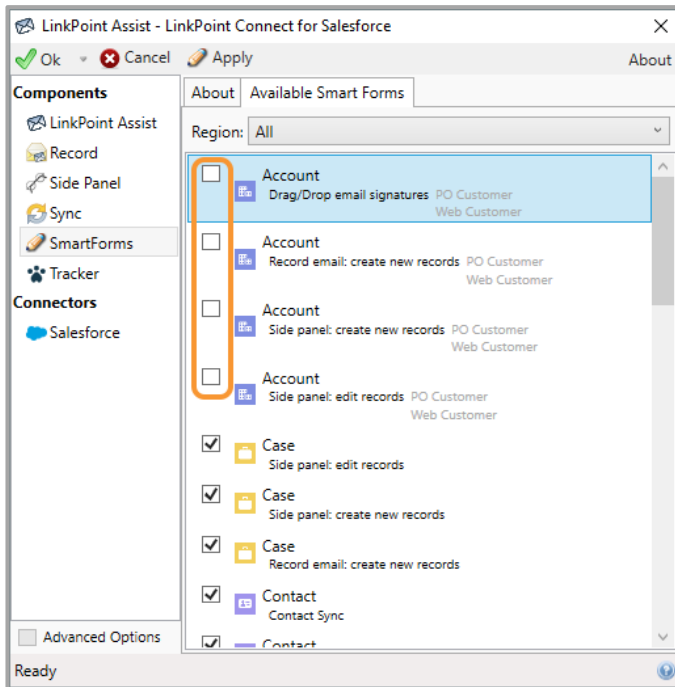 LinkPoint Assist - LinkPoint Connect for Salesforce
Ok Cancel Apply About
Components
LinkPoint Assist
Record
Side Panel
Sync
SmartForms
Tracker
Connectors
Salesforce
Advanced Options
About Available Smart Forms
Region: All
Account
Drag/Drop email signatures PO Customer
Web Customer
Account
Record email: create new records PO Customer
Web Customer
Account
Side panel: create new records PO Customer
Web Customer
Account
Side panel: edit records PO Customer
Web Customer
Case
Side panel: edit records
Case
Side panel: create new records
Case
Record email: create new records
Contact
Contact Sync
Contact
Ready